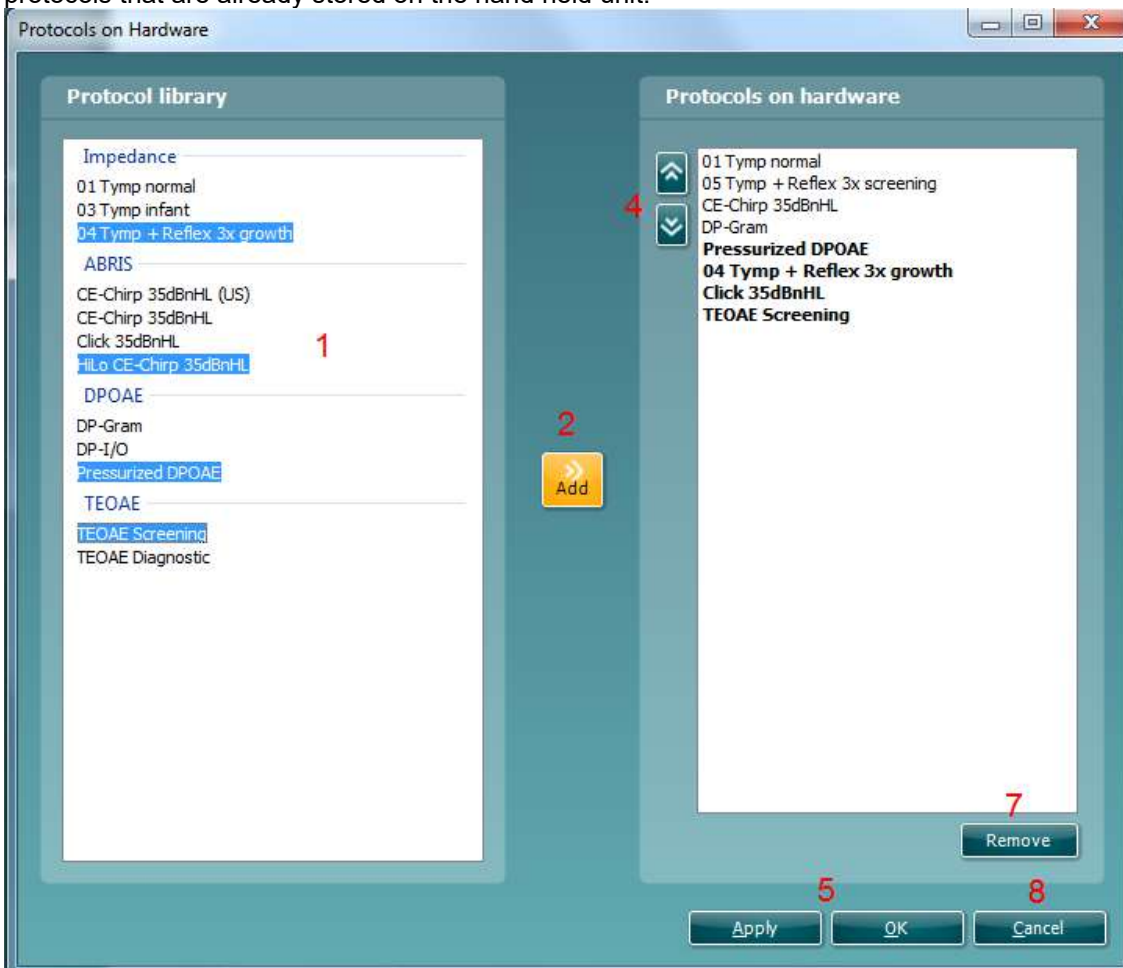 protocols that are already stored on the hand held unit.
Protocols on Hardware
X
Protocol library
Impedance
01 Tymp normal
03 Tymp infant
04 Tymp + Reflex 3x growth
ABRIS
CE-Chirp 35dBnHL (US)
CE-Chirp 35dBnHL
Click 35dBnHL
HiLo CE-Chirp 35dBnHL
1
DPOAE
DP-Gram
DP-I/O
Pressurized DPOAE
TEOAE
TEOAE Screening
TEOAE Diagnostic
2
Add
Protocols on hardware
4
01 Tymp normal
05 Tymp + Reflex 3x screening
CE-Chirp 35dBnHL
DP-Gram
Pressurized DPOAE
04 Tymp + Reflex 3x growth
Click 35dBnHL
TEOAE Screening
7
Remove
5
8
Apply
OK
Cancel